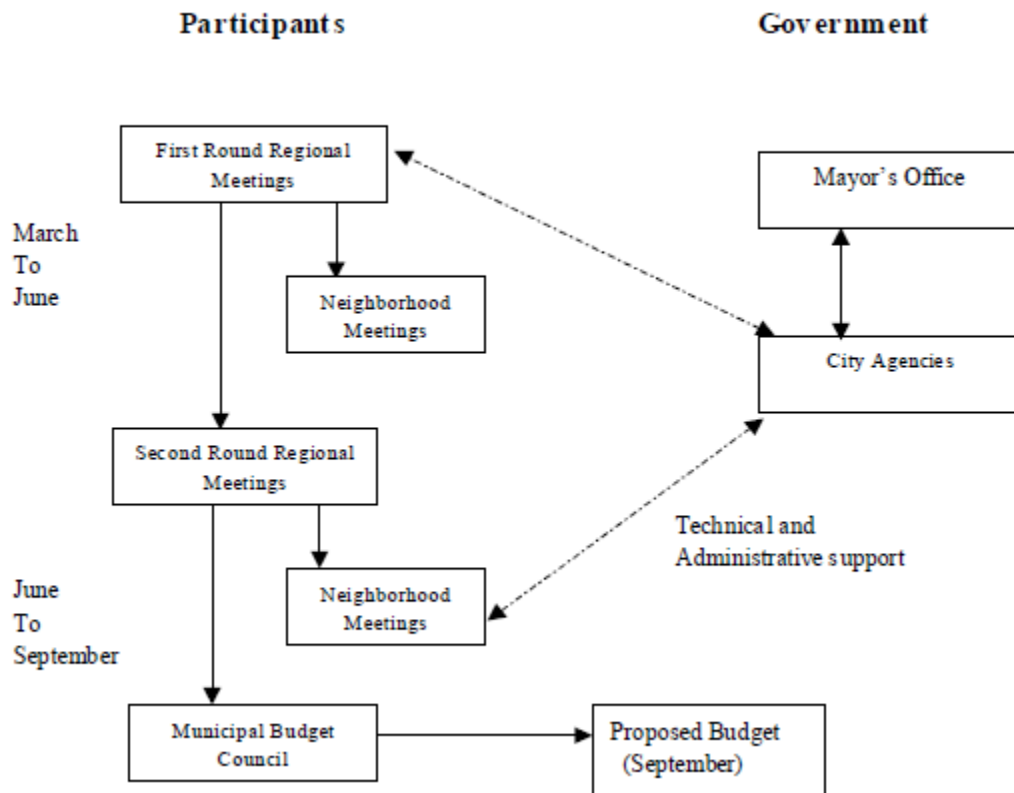 Participants
Government
First Round Regional
Meetings
Mayor's Office
March
To
June
Neighborhood
Meetings
City Agencies
Second Round Regional
Meetings
Technical and
Administrative support
June
To
September
Neighborhood
Meetings
Municipal Budget
Council
Proposed Budget
(September)